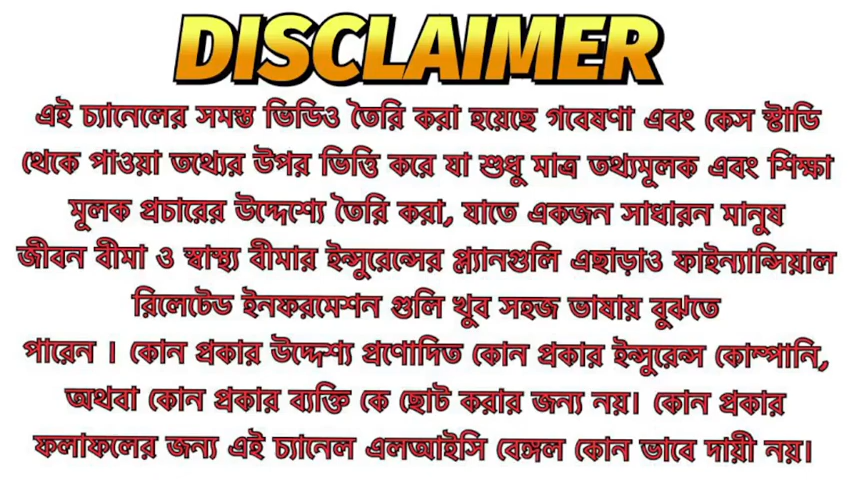 DISCLAIMER
এই চ্যানেলের সমস্ত ভিডিও তৈরি করা হয়েছে গবেষণা এবং কেস স্টাডি
থেকে পাওয়া তথ্যের উপর ভিত্তি করে যা শুধু মাত্র তথ্যমূলক এবং শিক্ষা
মূলক প্রচারের উদ্দেশ্যে তৈরি করা, যাতে একজন সাধারন মানুষ
জীবন বীমা ও স্বাস্থ্য বীমার ইন্সুরেন্সের প্ল্যানগুলি এছাড়াও ফাইন্যান্সিয়াল
রিলেটেড ইনফরমেশন গুলি খুব সহজ ভাষায় বুঝতে
পারেন । কোন প্রকার উদ্দেশ্য প্রণোদিত কোন প্রকার ইন্সুরেন্স কোম্পানি,
অথবা কোন প্রকার ব্যক্তি কে ছোট করার জন্য নয়। কোন প্রকার
ফলাফলের জন্য এই চ্যানেল এলআইসি বেঙ্গল কোন ভাবে দায়ী নয়।